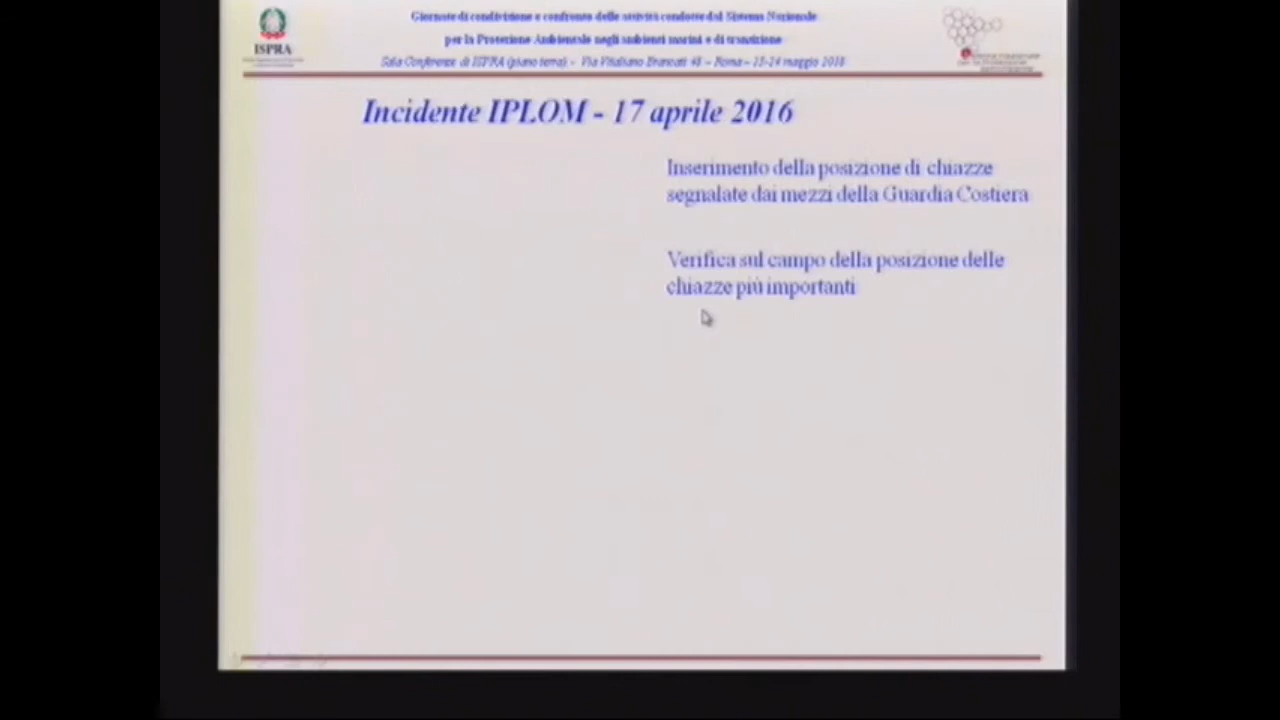 Giornate di condivisione e confronto delle attività condotte dal Sistema Nazionale
per la Protezione Ambientale negli ambienti marini e di transizione
ISPRA
Sala Conferenze di ISPRA (piano terra) - Via Vitaliano Brancati 48 - Roma - 23-24 maggio 2018
Incidente IPLOM - 17 aprile 2016
Inserimento della posizione di chiazze
segnalate dai mezzi della Guardia Costiera
Verifica sul campo della posizione delle
chiazze più importanti